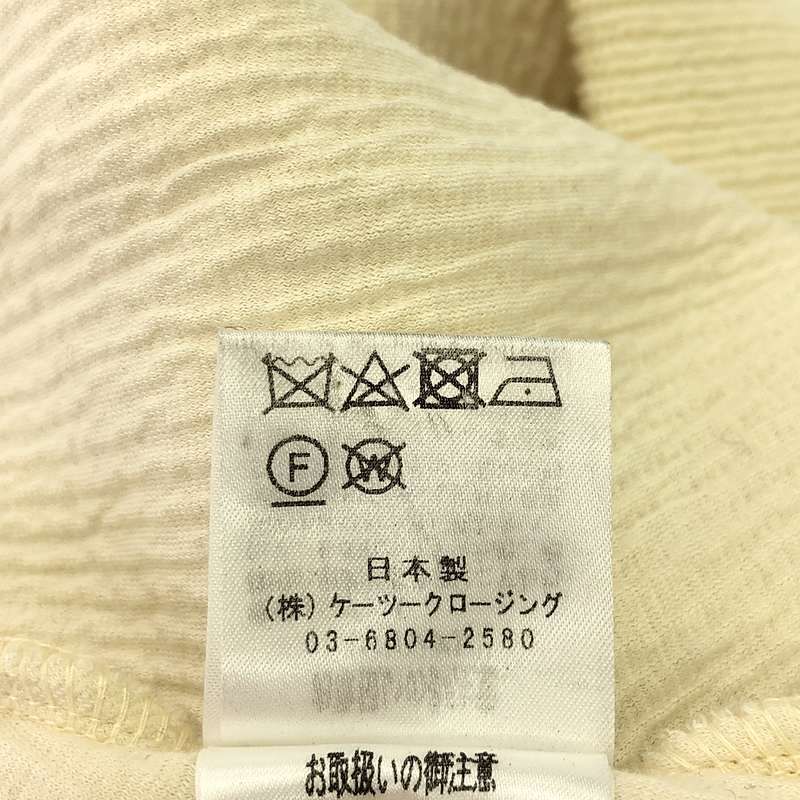 F W
日本製
(株)ケーツークロージング
03-6804-2580
お取扱いの御注意